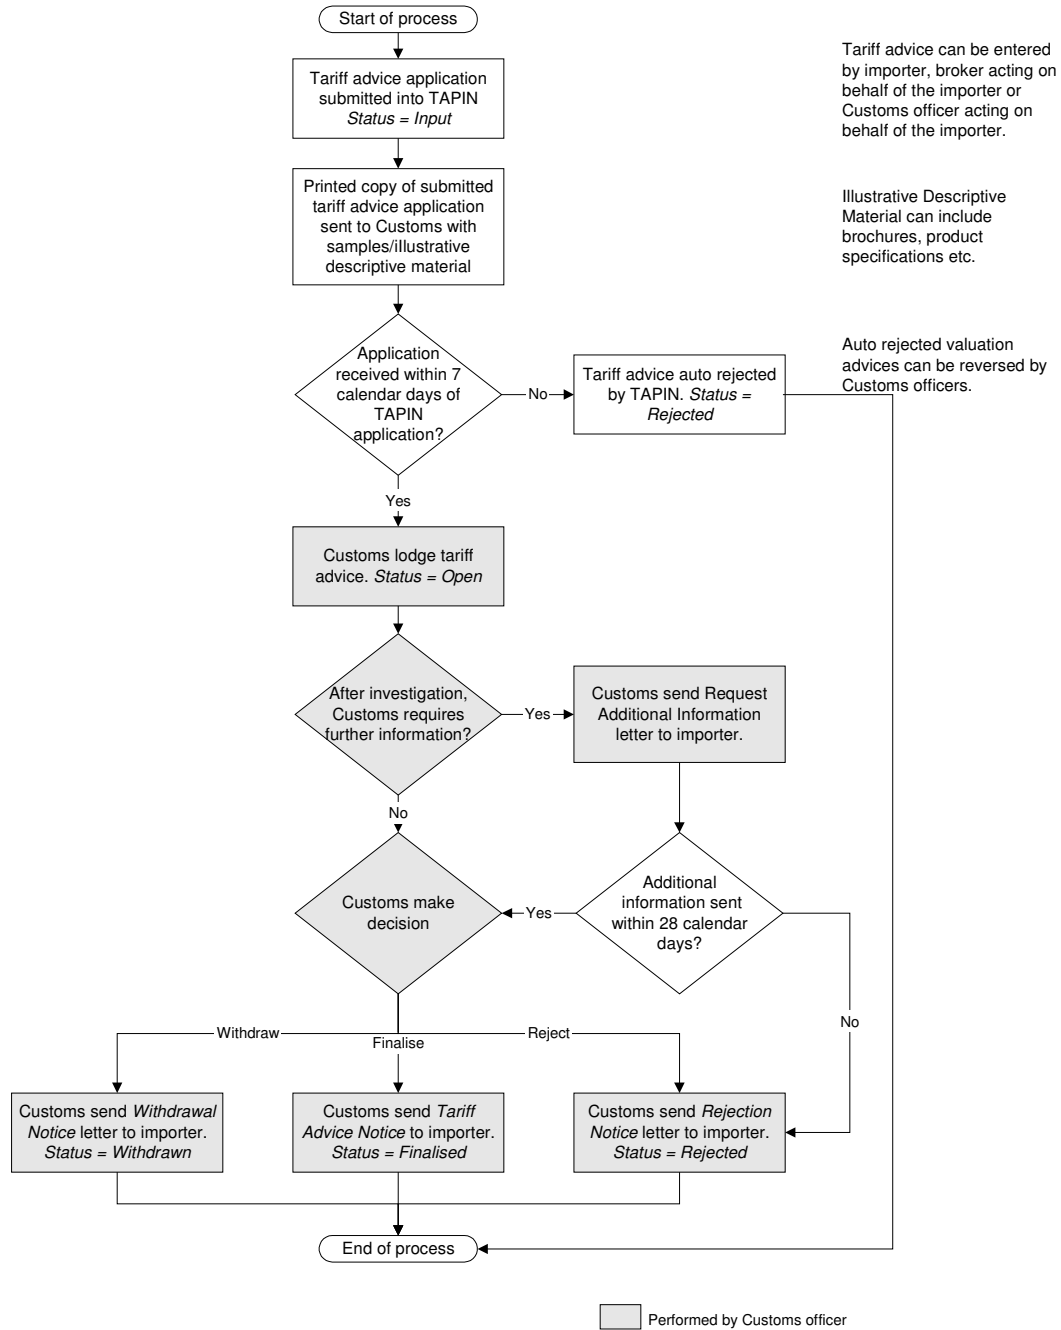 Start of process
Tariff advice application
submitted into TAPIN
Status = Input
Tariff advice can be entered
by importer, broker acting on
behalf of the importer or
Customs officer acting on
behalf of the importer.
Printed copy of submitted
tariff advice application
sent to Customs with
samples/illustrative
descriptive material
Illustrative Descriptive
Material can include
brochures, product
specifications etc.
Application
received within 7
calendar days of
TAPIN
application?
No
Tariff advice auto rejected
by TAPIN. Status =
Rejected
Auto rejected valuation
advices can be reversed by
Customs officers.
Yes
Customs lodge tariff
advice. Status = Open
After investigation,
Customs requires
further information?
Yes
Customs send Request
Additional Information
letter to importer.
No
Customs make
decision
Yes
Additional
information sent
within 28 calendar
days?
No
Withdraw
Finalise
Reject
Customs send Withdrawal
Notice letter to importer.
Status = Withdrawn
Customs send Tariff
Advice Notice to importer.
Status = Finalised
Customs send Rejection
Notice letter to importer.
Status = Rejected
End of process
Performed by Customs officer